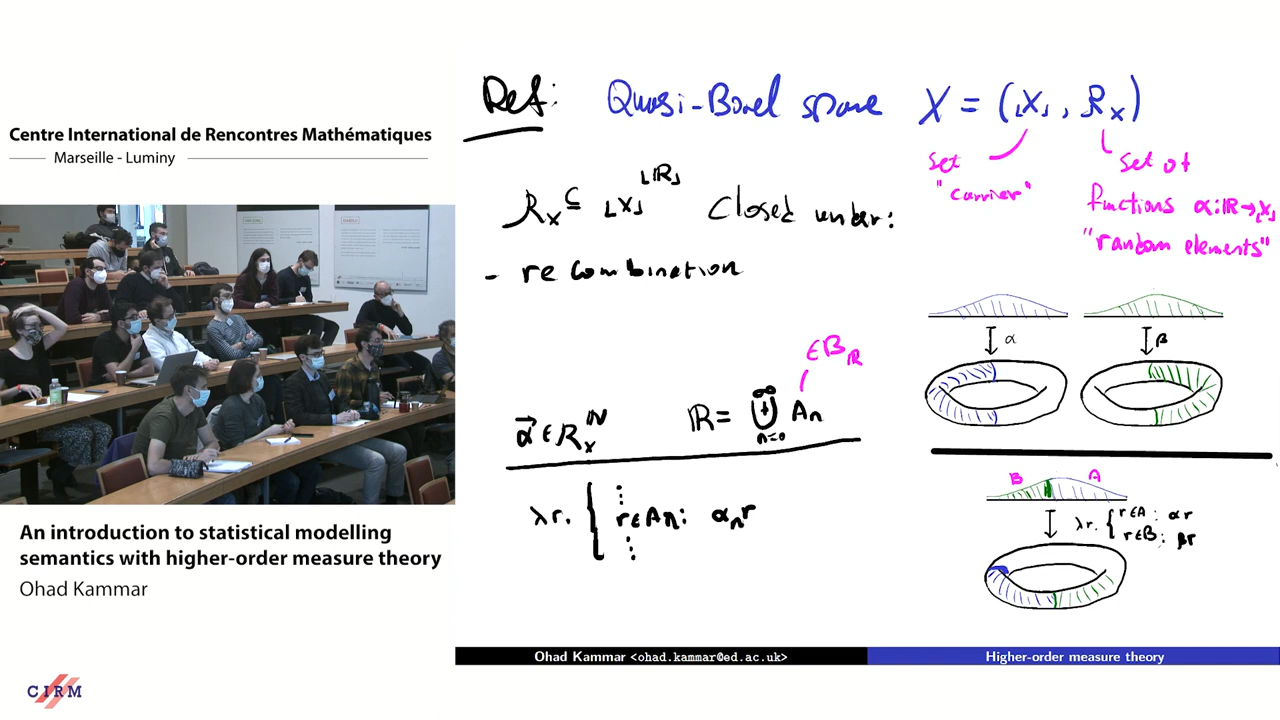 Centre International de Rencontres Mathématiques
Marseille - Luminy
An introduction to statistical modelling
semantics with higher-order measure theory
Ohad Kammar
CIRM
Def: Quasi-Borel space X = (⌞X⌟, R_X)
set
"carrier"
set of
functions α: ℝ→⌞X⌟
"random elements"
R_X ⊆ ⌞X⌟^⌞ℝ⌟ Closed under:
- recombination
α⃗ ∈ R_X^ℕ ℝ = ⨄_{n=0}^∞ A_n ∈ B_ℝ
λr. { ⋮
r∈A_n: α_n r
⋮
α β
B A
λr. { r∈A: αr
r∈B: βr
Ohad Kammar <ohad.kammar@ed.ac.uk> Higher-order measure theory